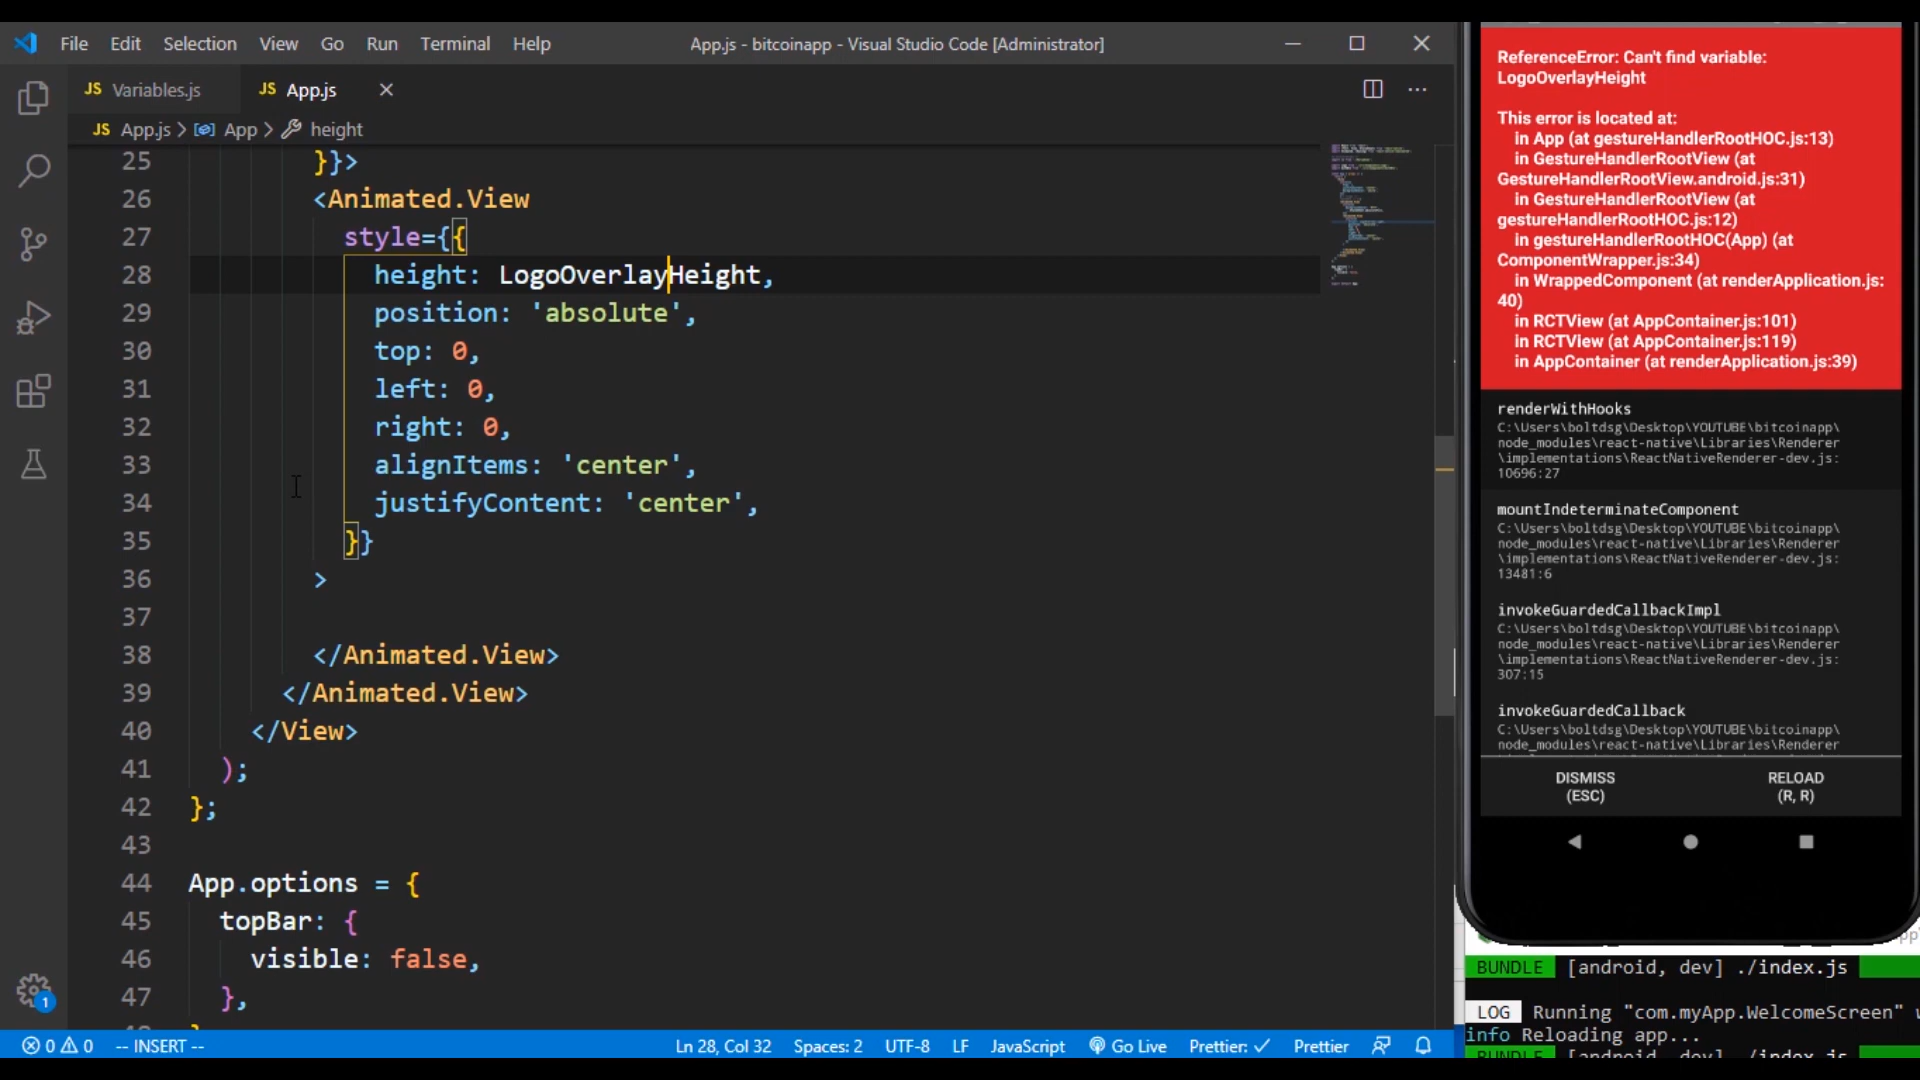 File Edit Selection View Go Run Terminal Help App.js - bitcoinapp - Visual Studio Code [Administrator]
JS Variables.js JS App.js
JS App.js > App > height
25 }}>
26 <Animated.View
27 style={{
28 height: LogoOverlayHeight,
29 position: 'absolute',
30 top: 0,
31 left: 0,
32 right: 0,
33 alignItems: 'center',
34 justifyContent: 'center',
35 }}
36 >
37
38 </Animated.View>
39 </Animated.View>
40 </View>
41 );
42 };
43
44 App.options = {
45 topBar: {
46 visible: false,
47 },
1
0 0 -- INSERT -- Ln 28, Col 32 Spaces: 2 UTF-8 LF JavaScript Go Live Prettier: ✓ Prettier
ReferenceError: Can't find variable:
LogoOverlayHeight
This error is located at:
in App (at gestureHandlerRootHOC.js:13)
in GestureHandlerRootView (at
GestureHandlerRootView.android.js:31)
in GestureHandlerRootView (at
gestureHandlerRootHOC.js:12)
in gestureHandlerRootHOC(App) (at
ComponentWrapper.js:34)
in WrappedComponent (at renderApplication.js:
40)
in RCTView (at AppContainer.js:101)
in RCTView (at AppContainer.js:119)
in AppContainer (at renderApplication.js:39)
renderWithHooks
C:\Users\boltdsg\Desktop\YOUTUBE\bitcoinapp\
node_modules\react-native\Libraries\Renderer
\implementations\ReactNativeRenderer-dev.js:
10696:27
mountIndeterminateComponent
C:\Users\boltdsg\Desktop\YOUTUBE\bitcoinapp\
node_modules\react-native\Libraries\Renderer
\implementations\ReactNativeRenderer-dev.js:
13481:6
invokeGuardedCallbackImpl
C:\Users\boltdsg\Desktop\YOUTUBE\bitcoinapp\
node_modules\react-native\Libraries\Renderer
\implementations\ReactNativeRenderer-dev.js:
307:15
invokeGuardedCallback
C:\Users\boltdsg\Desktop\YOUTUBE\bitcoinapp\
node_modules\react-native\Libraries\Renderer
DISMISS
(ESC)
RELOAD
(R, R)
BUNDLE [android, dev] ./index.js
LOG Running "com.myApp.WelcomeScreen"
info Reloading app...
BUNDLE [android, dev] ./index.js